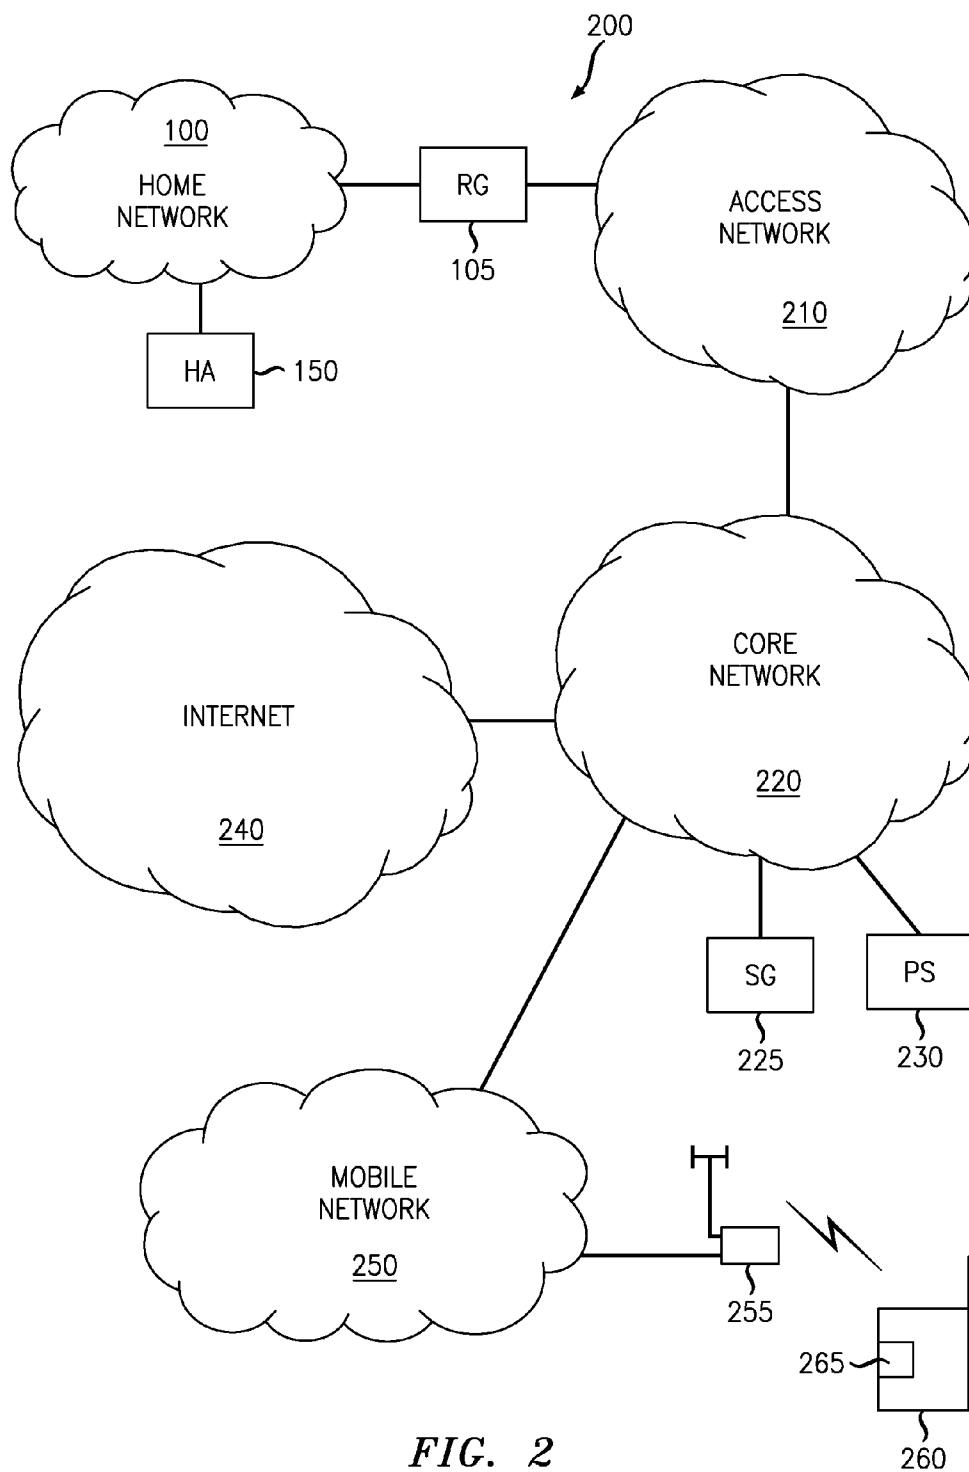 200
100
HOME
NETWORK
RG
105
ACCESS
NETWORK
210
HA
150
CORE
NETWORK
220
INTERNET
240
SG
225
PS
230
MOBILE
NETWORK
250
255
265
260
FIG. 2